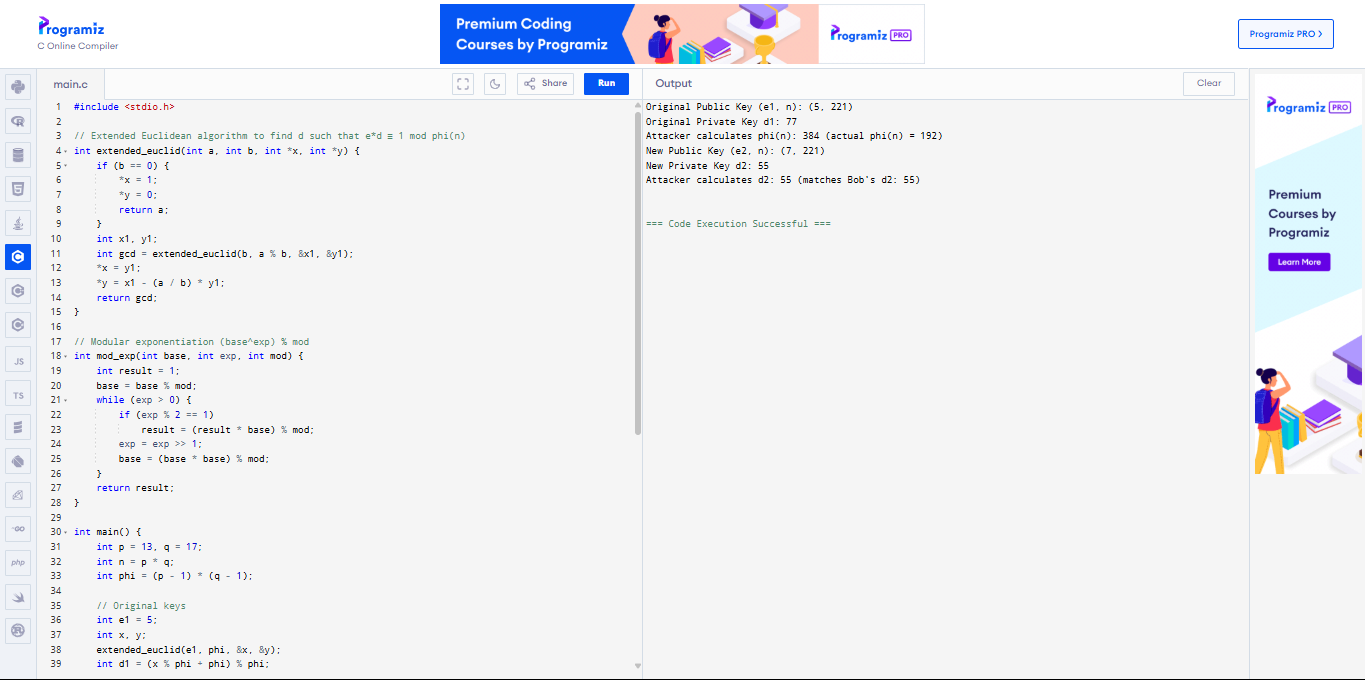 Programiz
C Online Compiler
Premium Coding
Courses by Programiz
Programiz PRO
Programiz PRO >
main.c
Share
Run
Output
Clear
1 #include <stdio.h>
2
3 // Extended Euclidean algorithm to find d such that e*d ≡ 1 mod phi(n)
4 int extended_euclid(int a, int b, int *x, int *y) {
5     if (b == 0) {
6         *x = 1;
7         *y = 0;
8         return a;
9     }
10     int x1, y1;
11     int gcd = extended_euclid(b, a % b, &x1, &y1);
12     *x = y1;
13     *y = x1 - (a / b) * y1;
14     return gcd;
15 }
16
17 // Modular exponentiation (base^exp) % mod
18 int mod_exp(int base, int exp, int mod) {
19     int result = 1;
20     base = base % mod;
21     while (exp > 0) {
22         if (exp % 2 == 1)
23             result = (result * base) % mod;
24         exp = exp >> 1;
25         base = (base * base) % mod;
26     }
27     return result;
28 }
29
30 int main() {
31     int p = 13, q = 17;
32     int n = p * q;
33     int phi = (p - 1) * (q - 1);
34
35     // Original keys
36     int e1 = 5;
37     int x, y;
38     extended_euclid(e1, phi, &x, &y);
39     int d1 = (x % phi + phi) % phi;
Original Public Key (e1, n): (5, 221)
Original Private Key d1: 77
Attacker calculates phi(n): 384 (actual phi(n) = 192)
New Public Key (e2, n): (7, 221)
New Private Key d2: 55
Attacker calculates d2: 55 (matches Bob's d2: 55)
=== Code Execution Successful ===
JS
TS
GO
php
Programiz PRO
Premium
Courses by
Programiz
Learn More